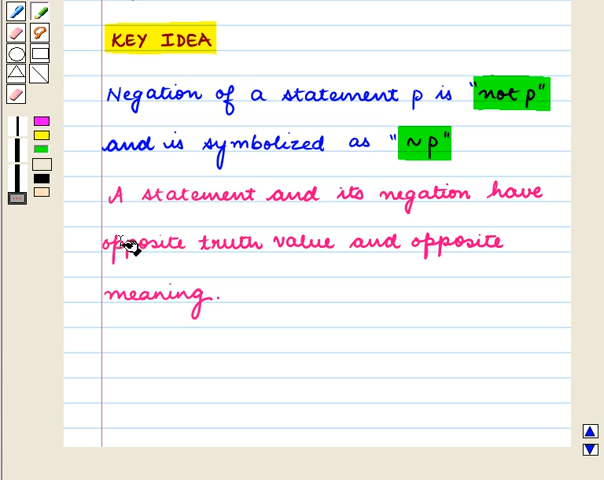 KEY IDEA
Negation of a statement p is "not p"
and is symbolized as "~p"
A statement and its negation have
opposite truth value and opposite
meaning.